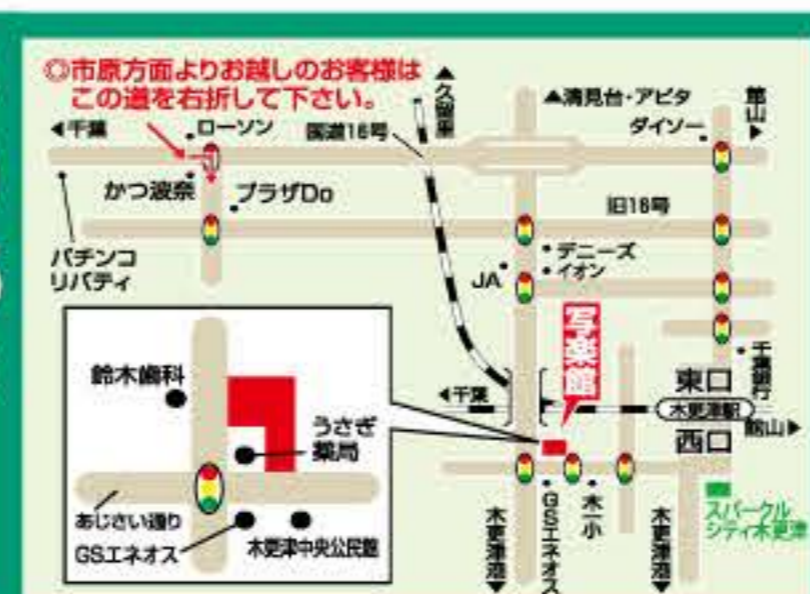 ◎市原方面よりお越しのお客様は
この道を右折して下さい。
▲久留里
▲清見台・アピタ
館山▶
◀千葉
ローソン
国道16号
ダイソー
かつ波奈
プラザDo
旧16号
パチンコ
リバティ
デニーズ
イオン
JA
写楽館
千葉銀行
◀千葉
東口
木更津駅
西口
館山▶
鈴木歯科
うさぎ
薬局
あじさい通り
GSエネオス
木更津中央公民館
木更津港▼
GSエネオス
木一小
木更津港▼
スパークル
シティ木更津